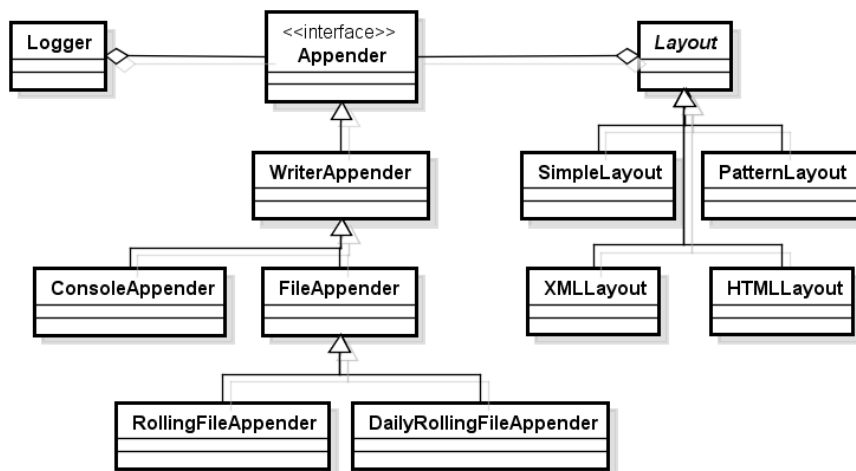 Logger
<<interface>>
Appender
Layout
WriterAppender
SimpleLayout
PatternLayout
ConsoleAppender
FileAppender
XMLLayout
HTMLLayout
RollingFileAppender
DailyRollingFileAppender